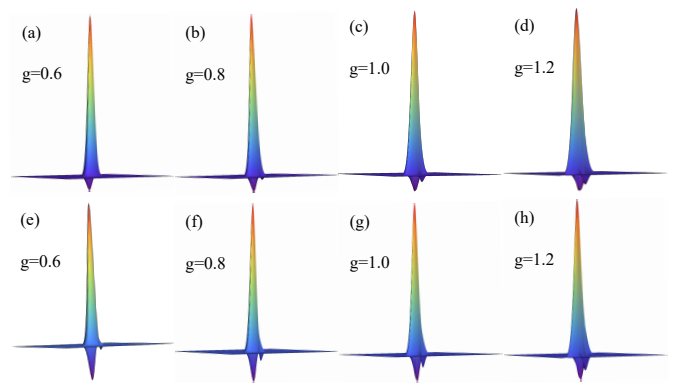 (a)
g=0.6
(b)
g=0.8
(c)
g=1.0
(d)
g=1.2
(e)
g=0.6
(f)
g=0.8
(g)
g=1.0
(h)
g=1.2